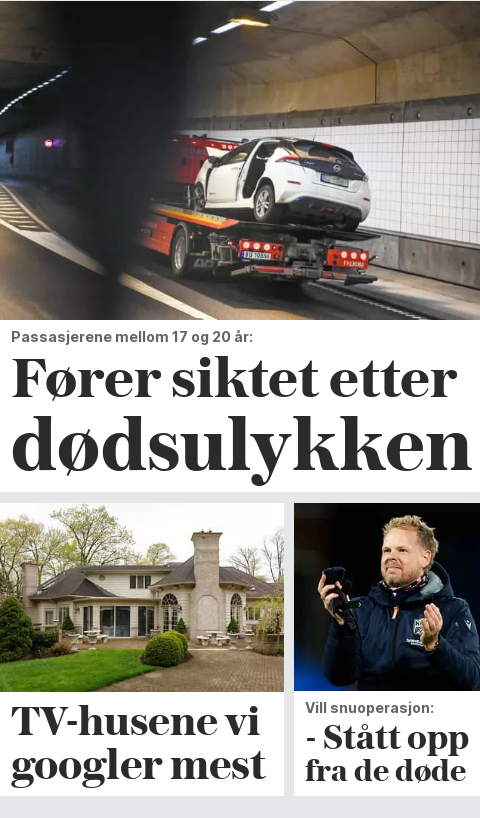 Passasjerene mellom 17 og 20 år:
Fører siktet etter
dødsulykken
TV-husene vi
googler mest
Vill snuoperasjon:
- Stått opp
fra de døde